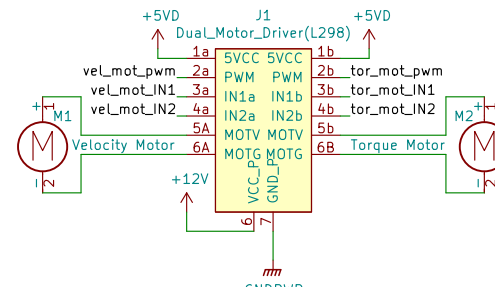 +5VD J1 +5VD
Dual_Motor_Driver(L298)
1a 5VCC 5VCC 1b
vel_mot_pwm 2a PWM PWM 2b tor_mot_pwm
vel_mot_IN1 3a IN1a IN1b 3b tor_mot_IN1
vel_mot_IN2 4a IN2a IN2b 4b tor_mot_IN2
+ 1 M1 5A MOTV MOTV 5b M2 + 1
M Velocity Motor 6A MOTG MOTG 6B Torque Motor M
- 2 +12V VCC_P GND_P - 2
6 7